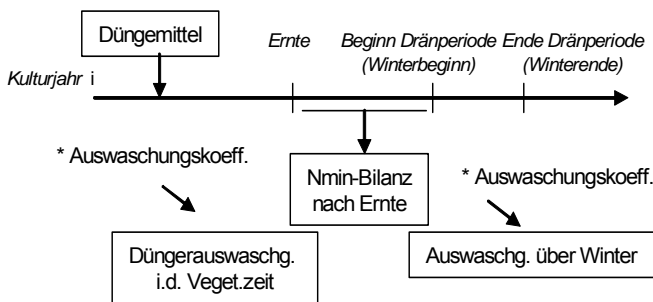 Düngemittel
Ernte
Beginn Dränperiode
(Winterbeginn)
Ende Dränperiode
(Winterende)
Kulturjahr i
* Auswaschungskoeff.
Nmin-Bilanz
nach Ernte
* Auswaschungskoeff.
Düngerauswaschg.
i.d. Veget.zeit
Auswaschg. über Winter